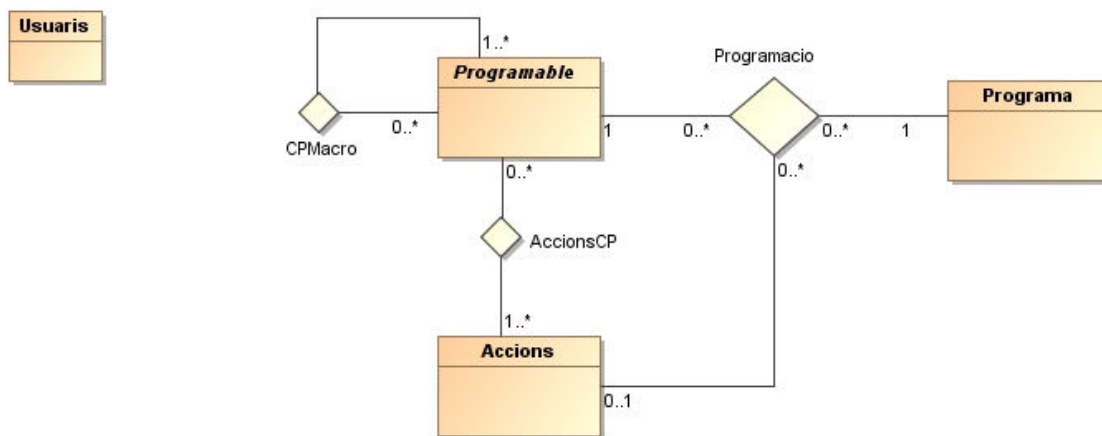 Usuaris
1..*
Programable
Programacio
Programa
0..*
1
0..*
0..*
1
CPMacro
0..*
0..*
AccionsCP
1..*
Accions
0..1